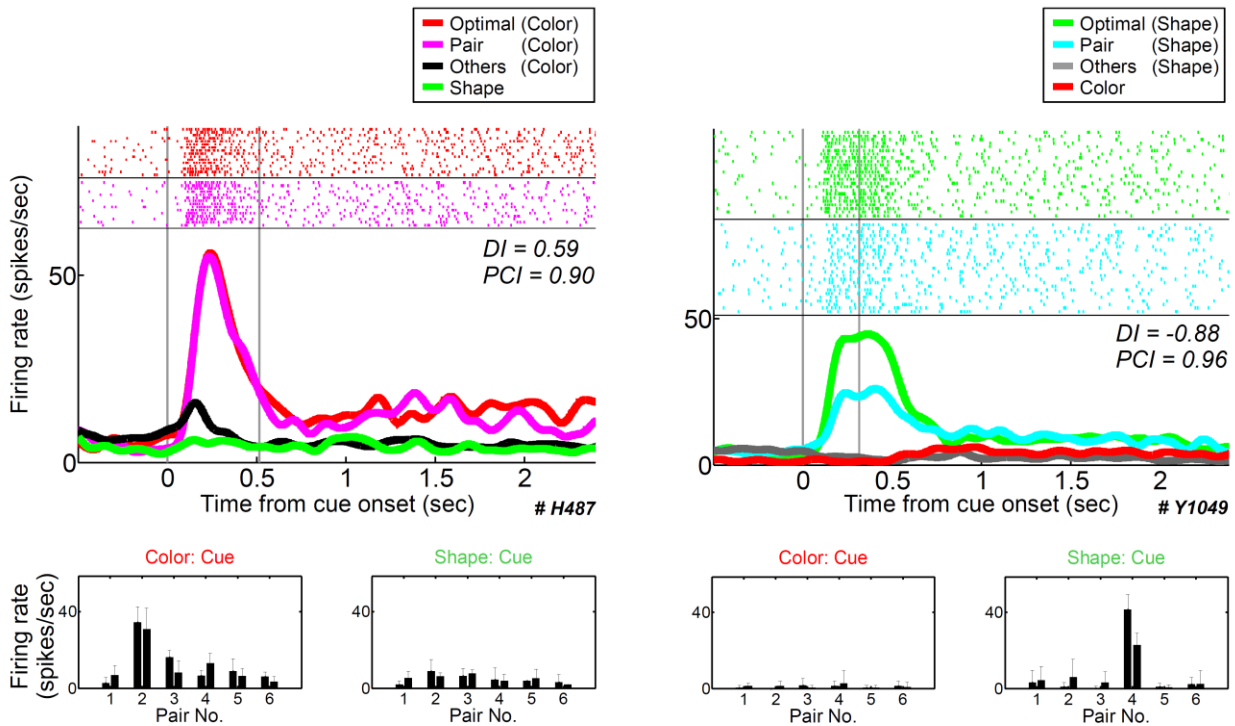 Optimal (Color)
Pair (Color)
Others (Color)
Shape
Optimal (Shape)
Pair (Shape)
Others (Shape)
Color
Firing rate (spikes/sec)
50
0
DI = 0.59
PCI = 0.90
0 0.5 1 1.5 2
Time from cue onset (sec)
# H487
50
0
DI = -0.88
PCI = 0.96
0 0.5 1 1.5 2
Time from cue onset (sec)
# Y1049
Firing rate
(spikes/sec)
Color: Cue
40
0
1 2 3 4 5 6
Pair No.
Shape: Cue
40
0
1 2 3 4 5 6
Pair No.
Color: Cue
40
0
1 2 3 4 5 6
Pair No.
Shape: Cue
40
0
1 2 3 4 5 6
Pair No.